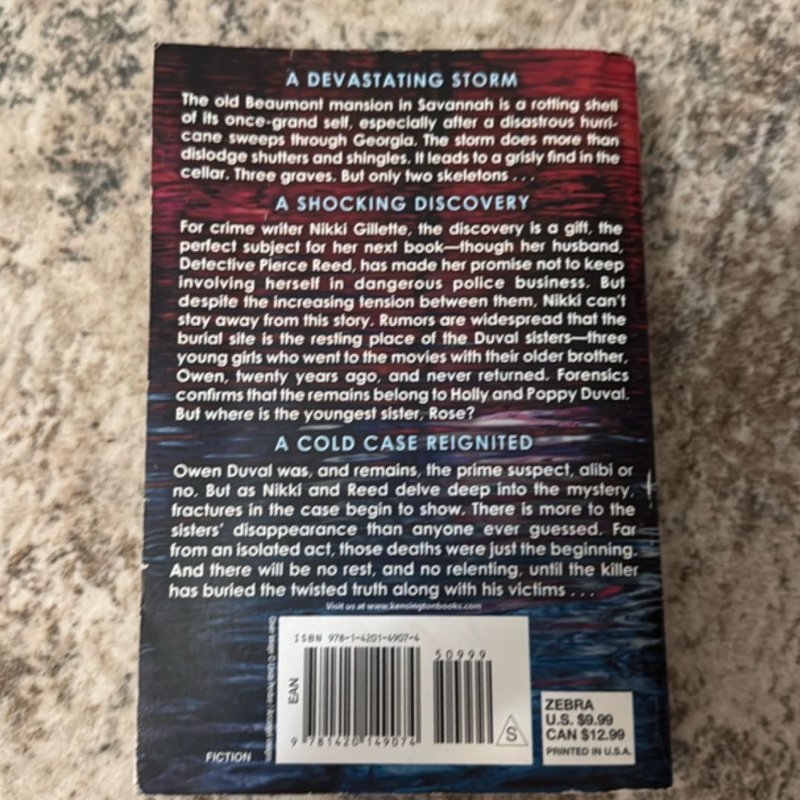 A DEVASTATING STORM
The old Beaumont mansion in Savannah is a rotting shell
of its once-grand self, especially after a disastrous hurri-
cane sweeps through Georgia. The storm does more than
dislodge shutters and shingles. It leads to a grisly find in the
cellar. Three graves. But only two skeletons . . .
A SHOCKING DISCOVERY
For crime writer Nikki Gillette, the discovery is a gift, the
perfect subject for her next book—though her husband,
Detective Pierce Reed, has made her promise not to keep
involving herself in dangerous police business. But
despite the increasing tension between them, Nikki can't
stay away from this story. Rumors are widespread that the
burial site is the resting place of the Duval sisters—three
young girls who went to the movies with their older brother,
Owen, twenty years ago, and never returned. Forensics
confirms that the remains belong to Holly and Poppy Duval.
But where is the youngest sister, Rose?
A COLD CASE REIGNITED
Owen Duval was, and remains, the prime suspect, alibi or
no. But as Nikki and Reed delve deep into the mystery,
fractures in the case begin to show. There is more to the
sisters' disappearance than anyone ever guessed. Far
from an isolated act, those deaths were just the beginning.
And there will be no rest, and no relenting, until the killer
has buried the twisted truth along with his victims . . .
Visit us at www.kensingtonbooks.com
ISBN 978-1-4201-4907-4
50999
EAN
9 781420 149074
S
ZEBRA
U.S. $9.99
CAN $12.99
PRINTED IN U.S.A.
FICTION